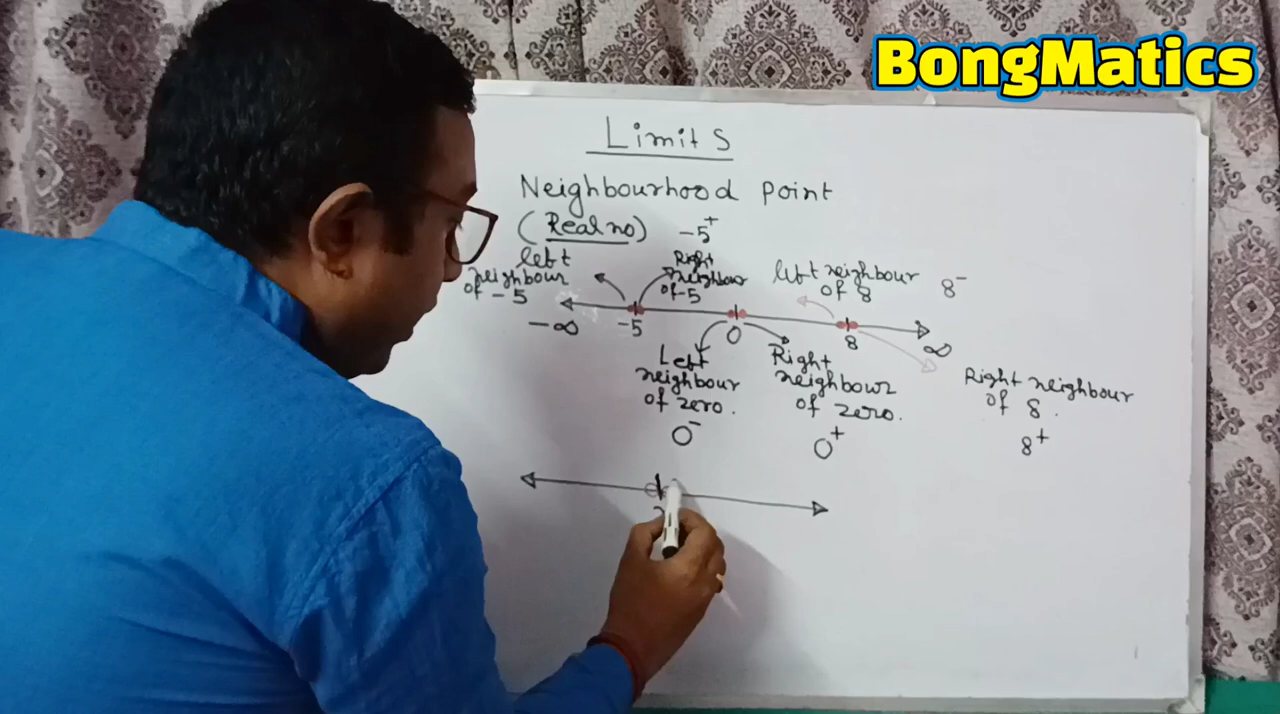 BongMatics
Limits
Neighbourhood Point
(Real no) -5⁺
left neighbour of -5
Right neighbour of -5
left neighbour of 8
8⁻
-∞ -5 0 8 ∞
Left neighbour of zero.
0⁻
Right neighbour of zero.
0⁺
Right neighbour of 8.
8⁺